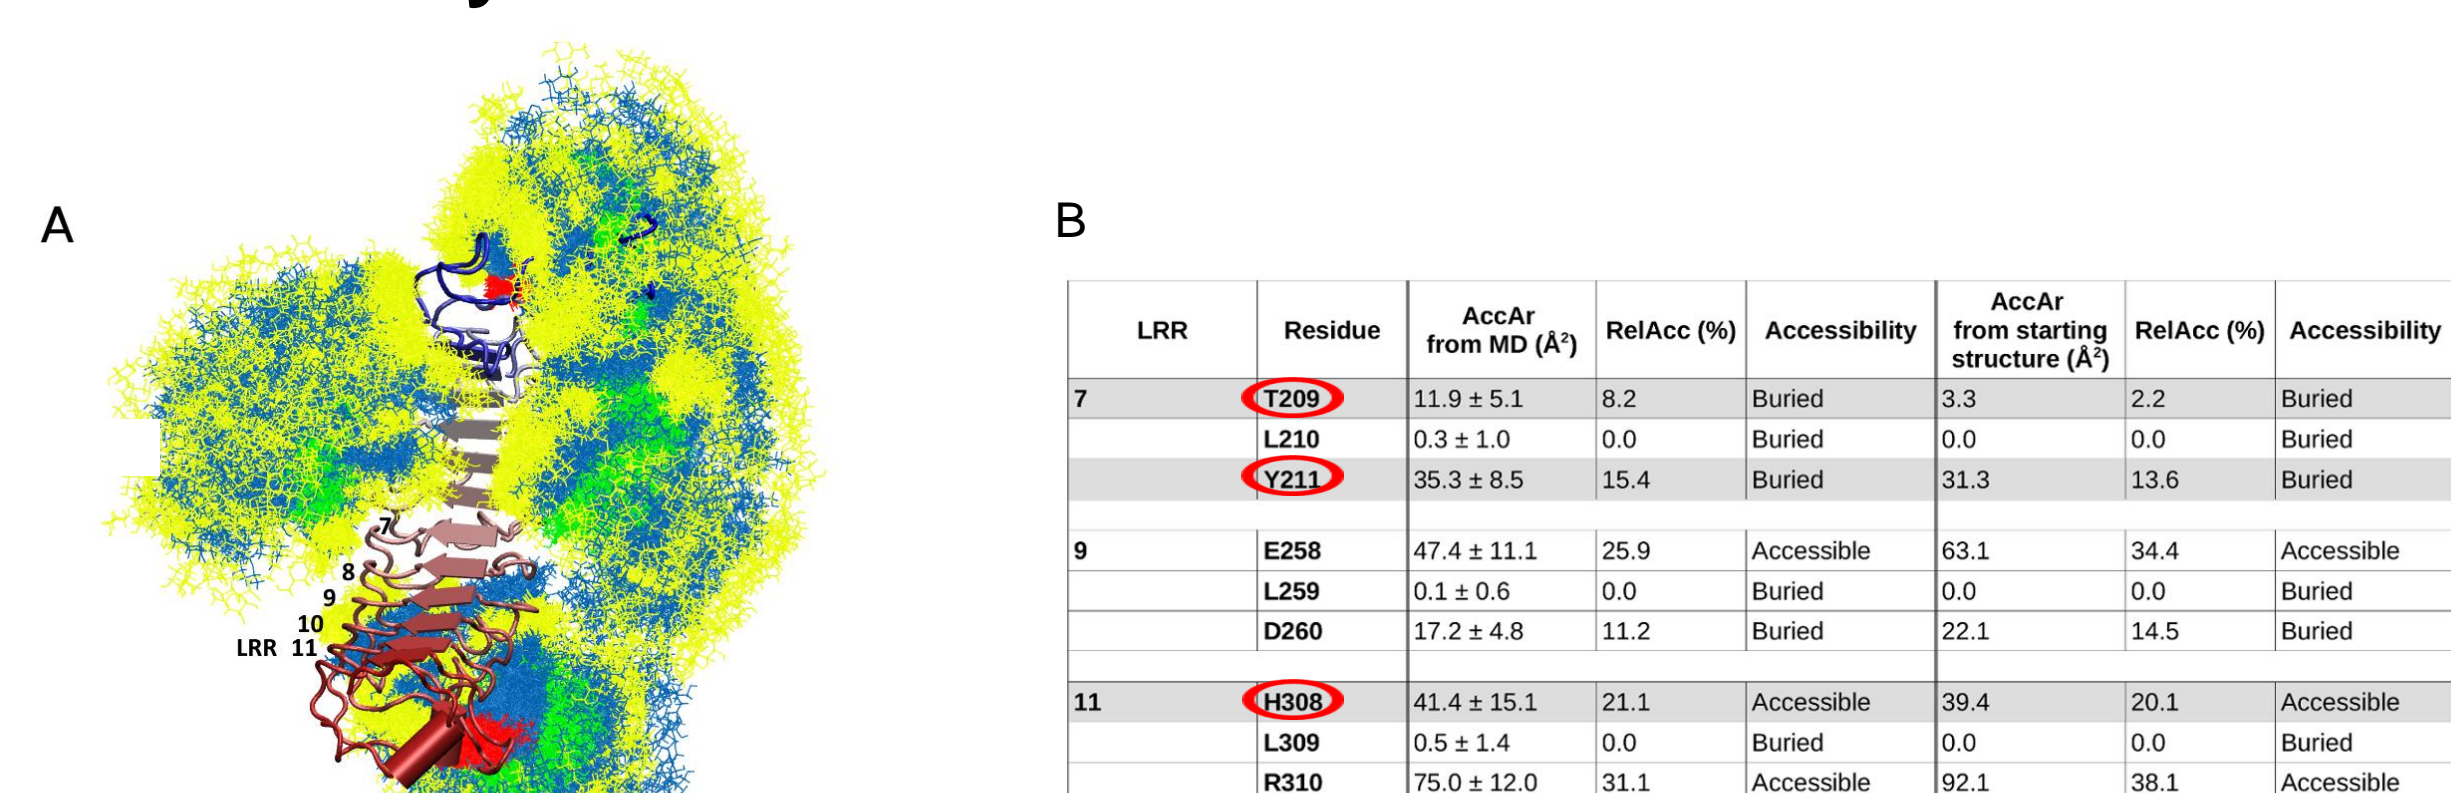 A
7
8
9
10
LRR 11
B
LRR Residue AccAr from MD (Å²) RelAcc (%) Accessibility AccAr from starting structure (Å²) RelAcc (%) Accessibility
7 T209 11.9 ± 5.1 8.2 Buried 3.3 2.2 Buried
L210 0.3 ± 1.0 0.0 Buried 0.0 0.0 Buried
Y211 35.3 ± 8.5 15.4 Buried 31.3 13.6 Buried
9 E258 47.4 ± 11.1 25.9 Accessible 63.1 34.4 Accessible
L259 0.1 ± 0.6 0.0 Buried 0.0 0.0 Buried
D260 17.2 ± 4.8 11.2 Buried 22.1 14.5 Buried
11 H308 41.4 ± 15.1 21.1 Accessible 39.4 20.1 Accessible
L309 0.5 ± 1.4 0.0 Buried 0.0 0.0 Buried
R310 75.0 ± 12.0 31.1 Accessible 92.1 38.1 Accessible